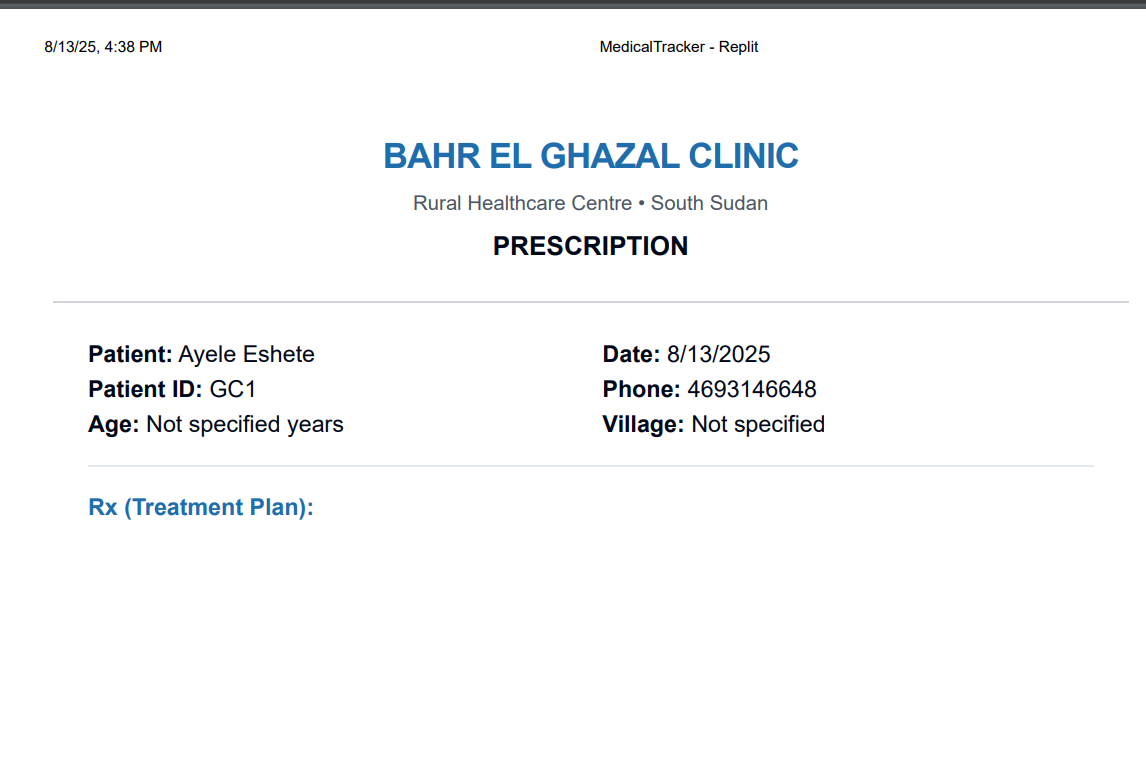 8/13/25, 4:38 PM MedicalTracker - Replit
BAHR EL GHAZAL CLINIC
Rural Healthcare Centre • South Sudan
PRESCRIPTION
Patient: Ayele Eshete Date: 8/13/2025
Patient ID: GC1 Phone: 4693146648
Age: Not specified years Village: Not specified
Rx (Treatment Plan):